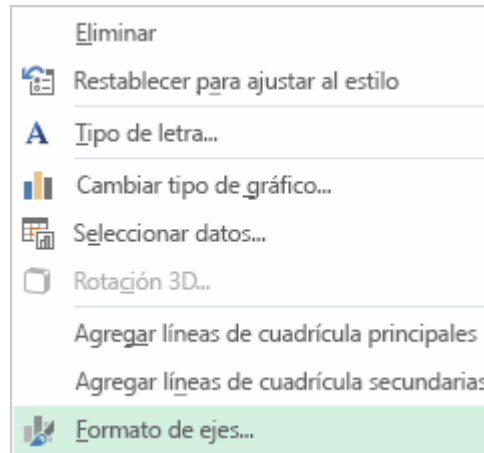 Eliminar
Restablecer para ajustar al estilo
Tipo de letra...
Cambiar tipo de gráfico...
Seleccionar datos...
Rotación 3D...
Agregar líneas de cuadrícula principales
Agregar líneas de cuadrícula secundarias
Formato de ejes...